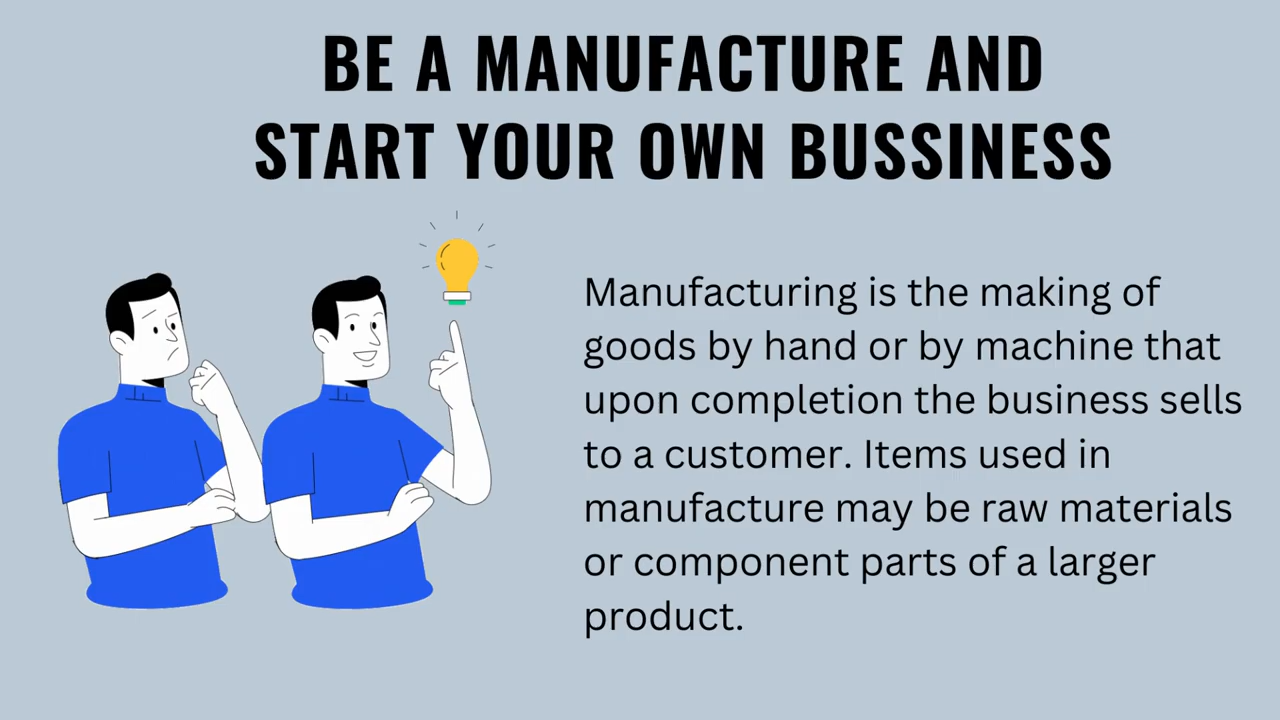 BE A MANUFACTURE AND
START YOUR OWN BUSSINESS
Manufacturing is the making of
goods by hand or by machine that
upon completion the business sells
to a customer. Items used in
manufacture may be raw materials
or component parts of a larger
product.